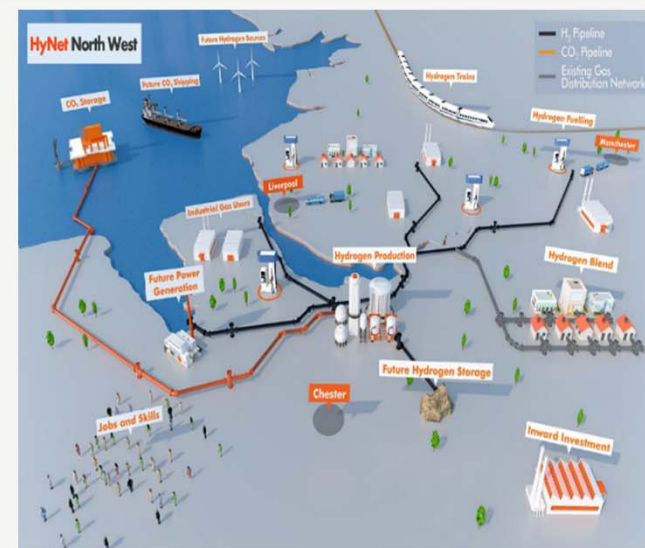 HyNet North West
Future Hydrogen Sources
H₂ Pipeline
CO₂ Pipeline
Existing Gas
Distribution Network
CO₂ Storage
Future CO₂ Shipping
Hydrogen Trains
Hydrogen Fuelling
Manchester
Liverpool
Industrial Gas Users
Hydrogen Production
Hydrogen Blend
Future Power
Generation
Future Hydrogen Storage
Chester
Jobs and Skills
Inward Investment